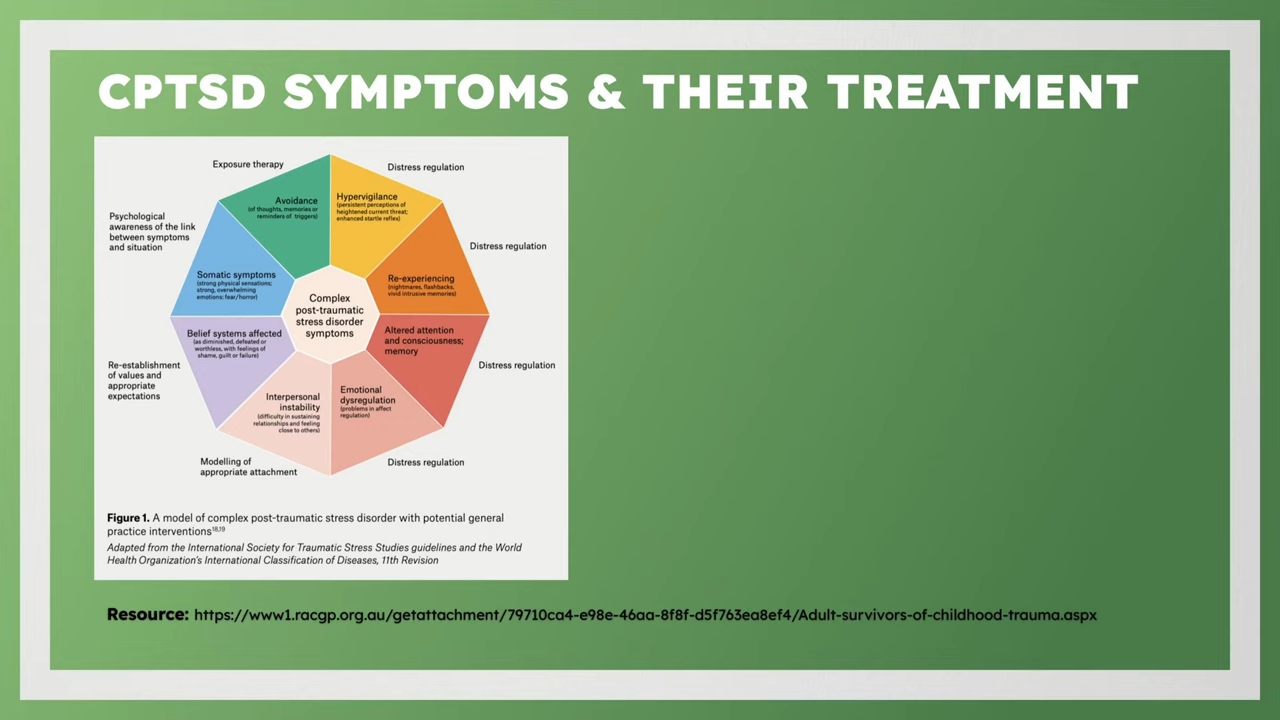 CPTSD SYMPTOMS & THEIR TREATMENT
Exposure therapy
Distress regulation
Avoidance
(of thoughts, memories or
reminders of triggers)
Hypervigilance
(persistent perceptions of
heightened current threat;
enhanced startle reflex)
Psychological
awareness of the link
between symptoms
and situation
Distress regulation
Somatic symptoms
(strong physical sensations;
strong, overwhelming
emotions: fear/horror)
Re-experiencing
(nightmares, flashbacks,
vivid intrusive memories)
Complex
post-traumatic
stress disorder
symptoms
Belief systems affected
(as diminished, defeated or
worthless, with feelings of
shame, guilt or failure)
Altered attention
and consciousness;
memory
Re-establishment
of values and
appropriate
expectations
Distress regulation
Interpersonal
instability
(difficulty in sustaining
relationships and feeling
close to others)
Emotional
dysregulation
(problems in affect
regulation)
Modelling of
appropriate attachment
Distress regulation
Figure 1. A model of complex post-traumatic stress disorder with potential general
practice interventions18,19
Adapted from the International Society for Traumatic Stress Studies guidelines and the World
Health Organization's International Classification of Diseases, 11th Revision
Resource: https://www1.racgp.org.au/getattachment/79710ca4-e98e-46aa-8f8f-d5f763ea8ef4/Adult-survivors-of-childhood-trauma.aspx